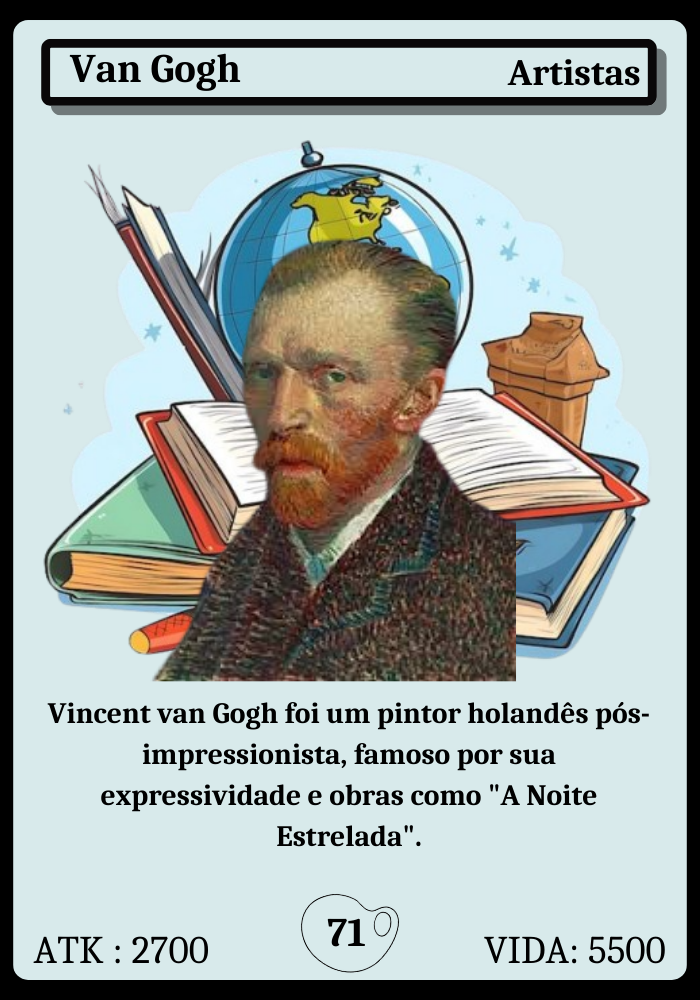 Van Gogh
Artistas
Vincent van Gogh foi um pintor holandês pós-
impressionista, famoso por sua
expressividade e obras como "A Noite
Estrelada".
71
ATK : 2700
VIDA: 5500